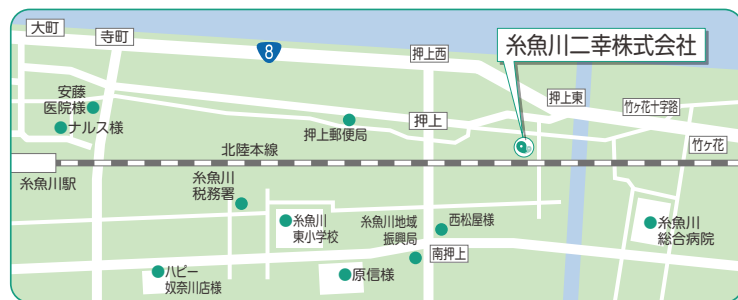 大町
寺町
8
押上西
糸魚川二幸株式会社
安藤
医院様
ナルス様
押上郵便局
押上
押上東
竹ヶ花十字路
竹ヶ花
北陸本線
糸魚川駅
糸魚川
税務署
糸魚川
東小学校
糸魚川地域
振興局
西松屋様
糸魚川
総合病院
南押上
ハピー
奴奈川店様
原信様